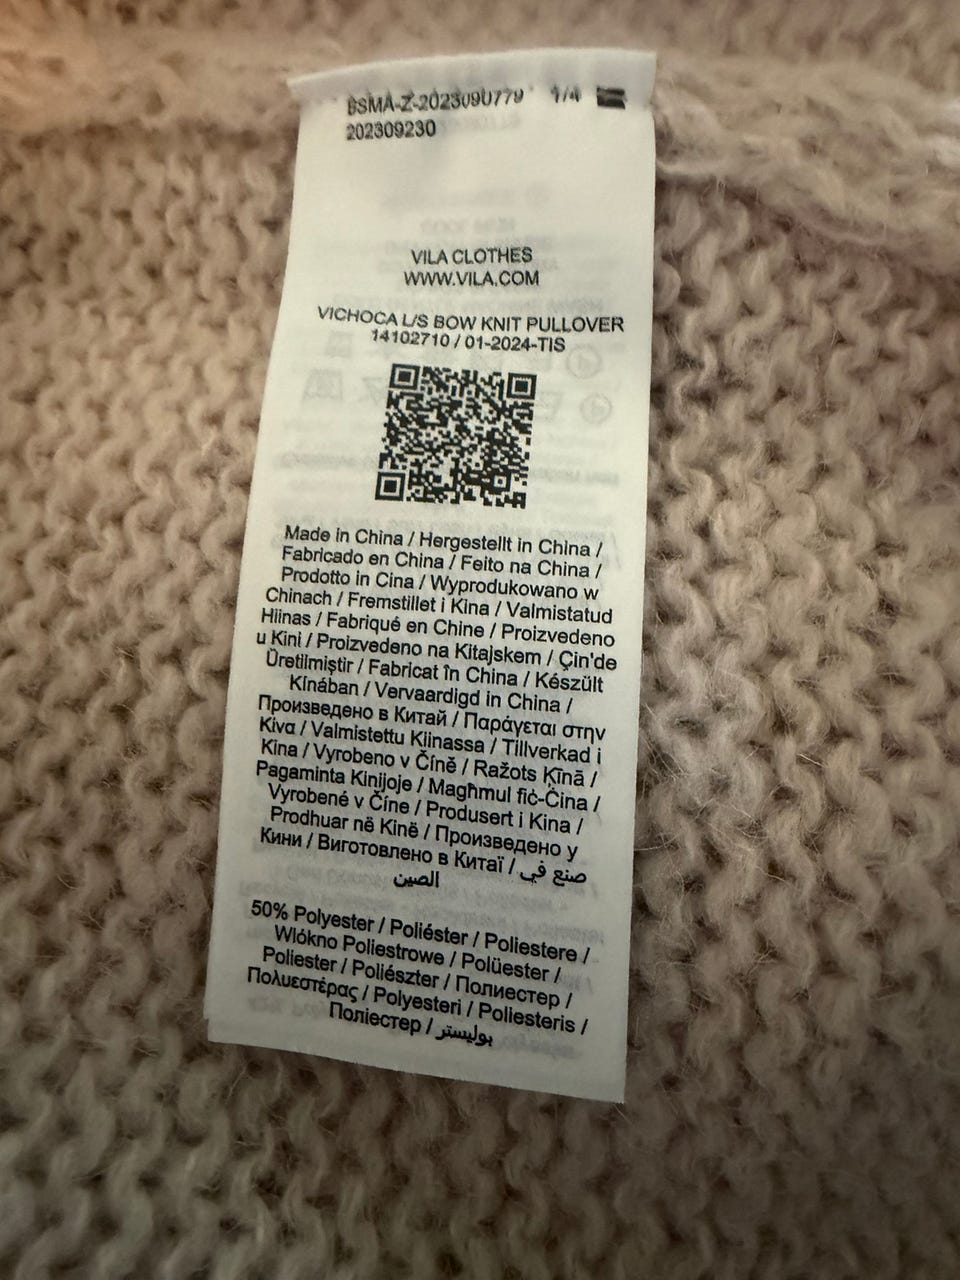 BSMA-Z-2023090779 1/4
202309230
VILA CLOTHES
WWW.VILA.COM
VICHOCA L/S BOW KNIT PULLOVER
14102710 / 01-2024-TIS
Made in China / Hergestellt in China /
Fabricado en China / Feito na China /
Prodotto in Cina / Wyprodukowano w
Chinach / Fremstillet i Kina / Valmistatud
Hiinas / Fabriqué en Chine / Proizvedeno
u Kini / Proizvedeno na Kitajskem / Çin'de
Üretilmiştir / Fabricat în China / Készült
Kínában / Vervaardigd in China /
Произведено в Китай / Παράγεται στην
Κίνα / Valmistettu Kiinassa / Tillverkad i
Kina / Vyrobeno v Číně / Ražots Ķīnā /
Pagaminta Kinijoje / Magħmul fiċ-Ċina /
Vyrobené v Číne / Produsert i Kina /
Prodhuar në Kinë / Произведено у
Кини / Виготовлено в Китаї / صنع في
الصين
50% Polyester / Poliéster / Poliestere /
Włókno Poliestrowe / Polüester /
Poliester / Poliészter / Полиестер /
Πολυεστέρας / Polyesteri / Poliesteris /
Поліестер / بوليستر